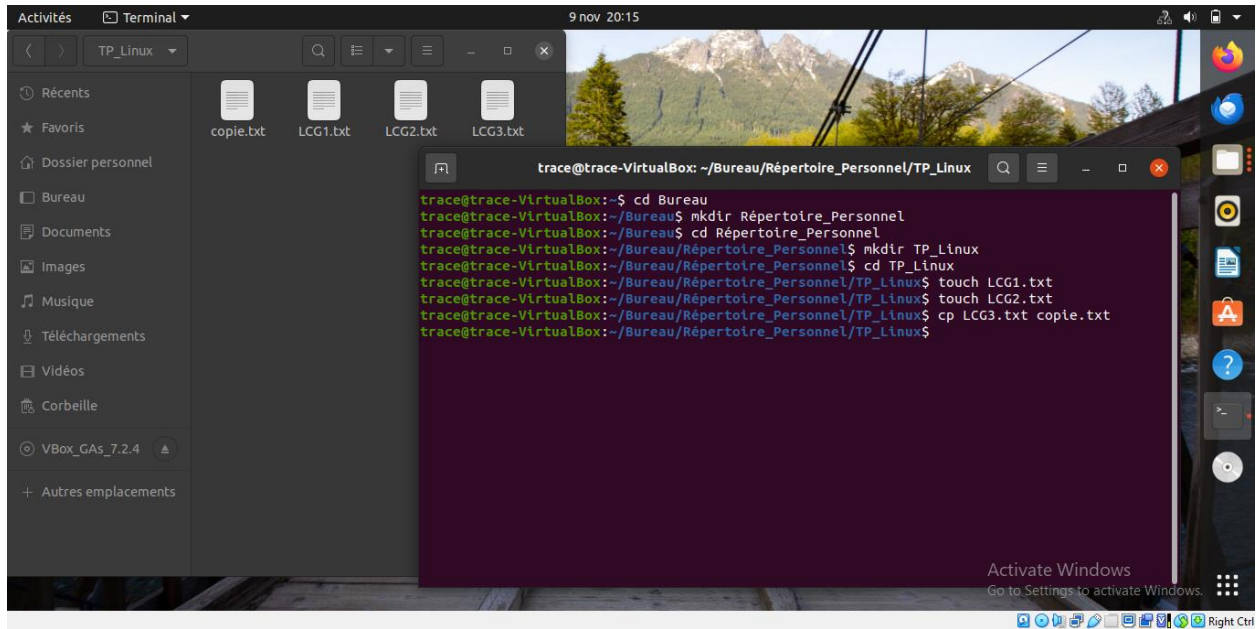 Activités
Terminal
9 nov 20:15
TP_Linux
Récents
Favoris
Dossier personnel
Bureau
Documents
Images
Musique
Téléchargements
Vidéos
Corbeille
VBox_GAs_7.2.4
+ Autres emplacements
copie.txt
LCG1.txt
LCG2.txt
LCG3.txt
trace@trace-VirtualBox: ~/Bureau/Répertoire_Personnel/TP_Linux
trace@trace-VirtualBox:~$ cd Bureau
trace@trace-VirtualBox:~/Bureau$ mkdir Répertoire_Personnel
trace@trace-VirtualBox:~/Bureau$ cd Répertoire_Personnel
trace@trace-VirtualBox:~/Bureau/Répertoire_Personnel$ mkdir TP_Linux
trace@trace-VirtualBox:~/Bureau/Répertoire_Personnel$ cd TP_Linux
trace@trace-VirtualBox:~/Bureau/Répertoire_Personnel/TP_Linux$ touch LCG1.txt
trace@trace-VirtualBox:~/Bureau/Répertoire_Personnel/TP_Linux$ touch LCG2.txt
trace@trace-VirtualBox:~/Bureau/Répertoire_Personnel/TP_Linux$ cp LCG3.txt copie.txt
trace@trace-VirtualBox:~/Bureau/Répertoire_Personnel/TP_Linux$
Activate Windows
Go to Settings to activate Windows.
Right Ctrl